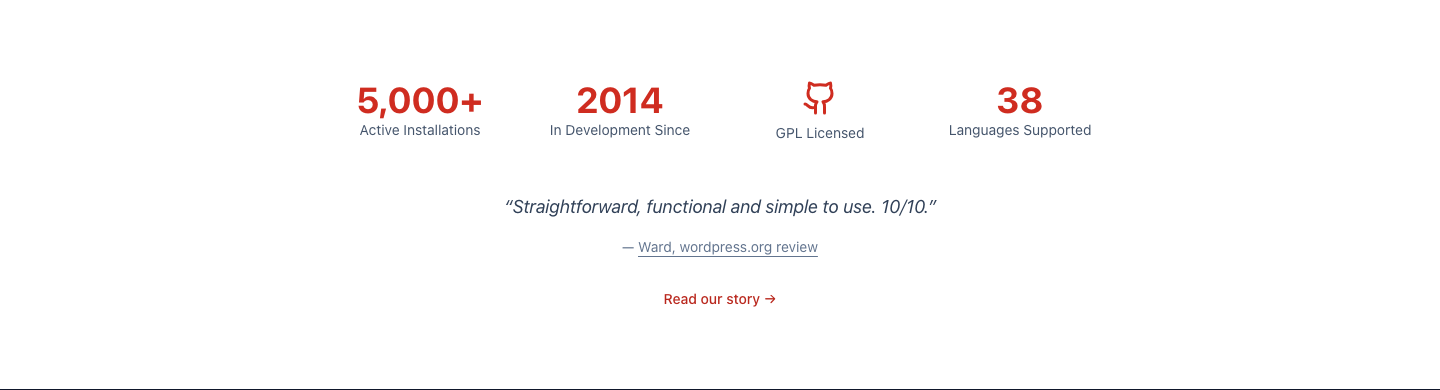 5,000+ 2014 38
Active Installations In Development Since GPL Licensed Languages Supported
“Straightforward, functional and simple to use. 10/10.”
— Ward, wordpress.org review
Read our story →